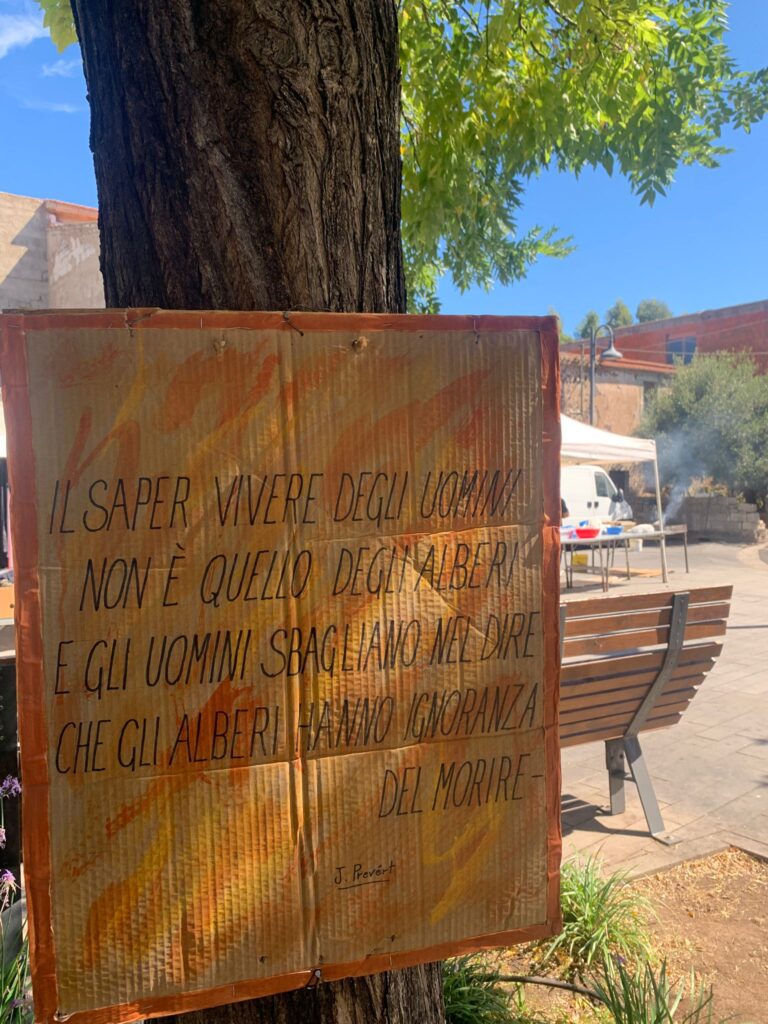 IL SAPER VIVERE DEGLI UOMINI
NON È QUELLO DEGLI ALBERI
E GLI UOMINI SBAGLIANO NEL DIRE
CHE GLI ALBERI HANNO IGNORANZA
DEL MORIRE-
J. Prevért